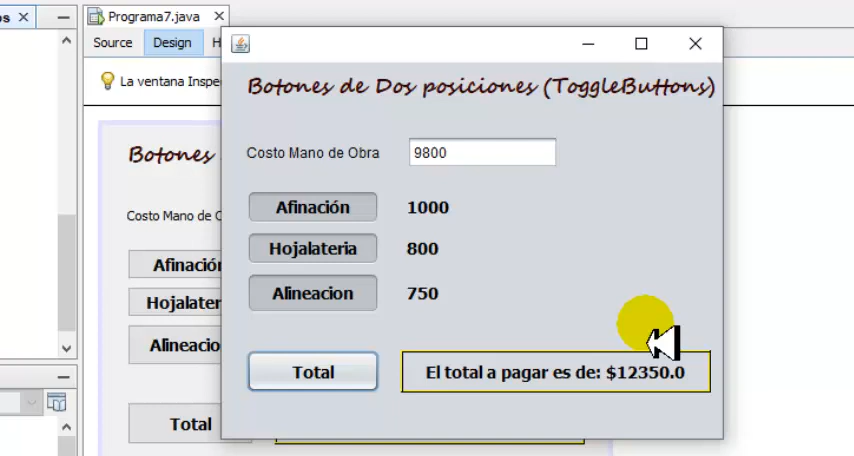 os
Programa7.java
Source
Design
H
La ventana Inspe
Botones
Costo Mano de O
Afinación
Hojalater
Alineacio
Total
Botones de Dos posiciones (ToggleButtons)
Costo Mano de Obra
9800
Afinación
1000
Hojalateria
800
Alineacion
750
Total
El total a pagar es de: $12350.0